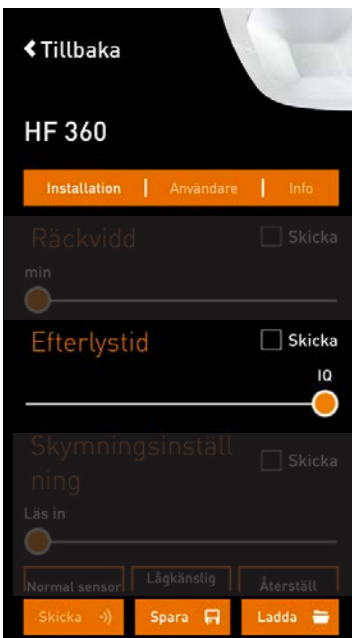 Tillbaka
HF 360
Installation Användare Info
Räckvidd Skicka
min
Efterlystid Skicka
IQ
Skymningsinställ
ning Skicka
Läs in
Normal sensor Lågkänslig Återställ
Skicka Spara Ladda